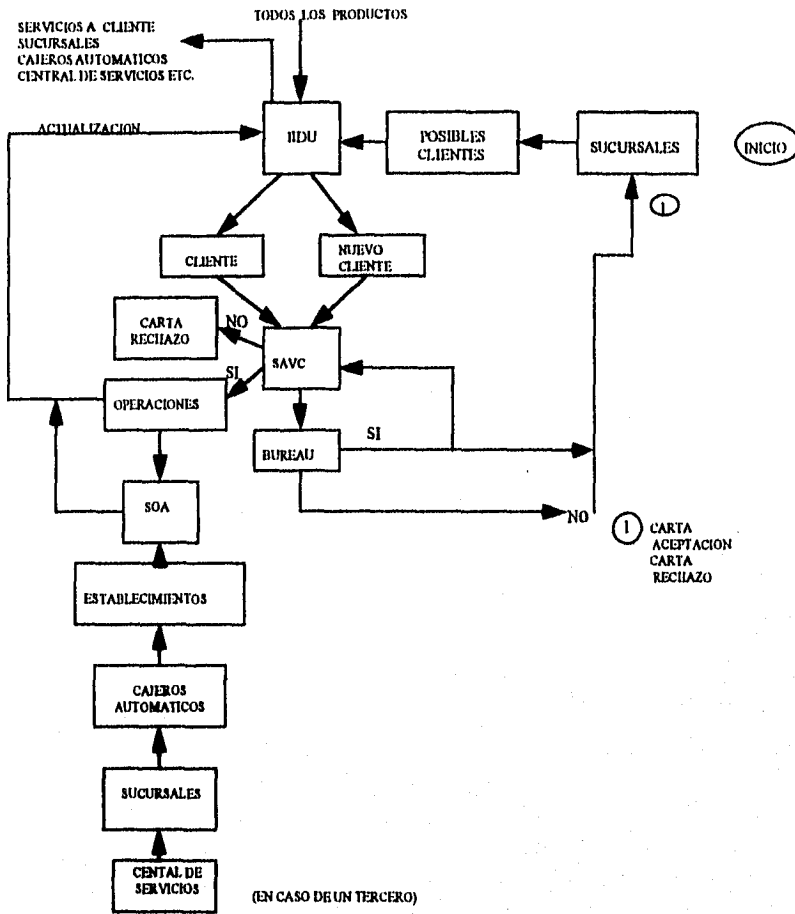 TODOS LOS PRODUCTOS
SERVICIOS A CLIENTE
SUCURSALES
CAJEROS AUTOMATICOS
CENTRAL DE SERVICIOS ETC.
ACTUALIZACION
POSIBLES
CLIENTES
SUCURSALES
INICIO
1
CLIENTE
NUEVO
CLIENTE
CARTA
RECHAZO
NO
SAVC
SI
OPERACIONES
BUREAU
SI
SOA
NO
1 CARTA
ACEPTACION
CARTA
RECHAZO
ESTABLECIMIENTOS
CAJEROS
AUTOMATICOS
SUCURSALES
CENTAL DE
SERVICIOS
(EN CASO DE UN TERCERO)